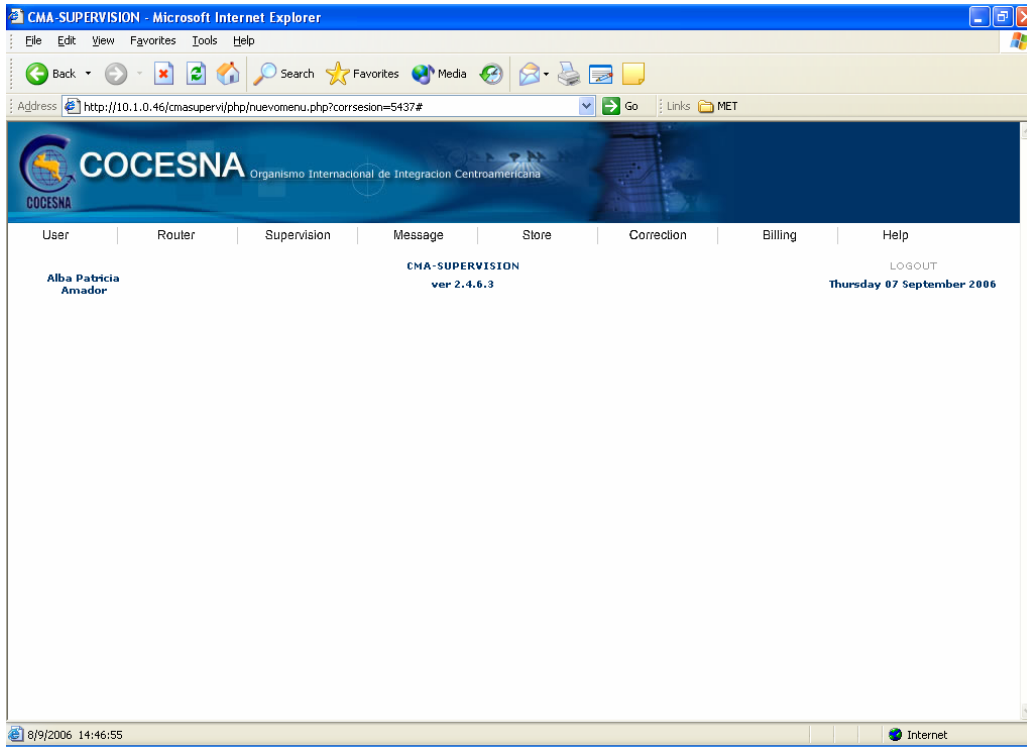 CMA-SUPERVISION - Microsoft Internet Explorer
File Edit View Favorites Tools Help
Back Search Favorites Media
Address http://10.1.0.46/cmasupervi/php/nuevomenu.php?corrsesion=5437# Go Links MET
COCESNA Organismo Internacional de Integracion Centroamericana
COCESNA
User Router Supervision Message Store Correction Billing Help
CMA-SUPERVISION LOGOUT
Alba Patricia Amador ver 2.4.6.3 Thursday 07 September 2006
8/9/2006 14:46:55 Internet